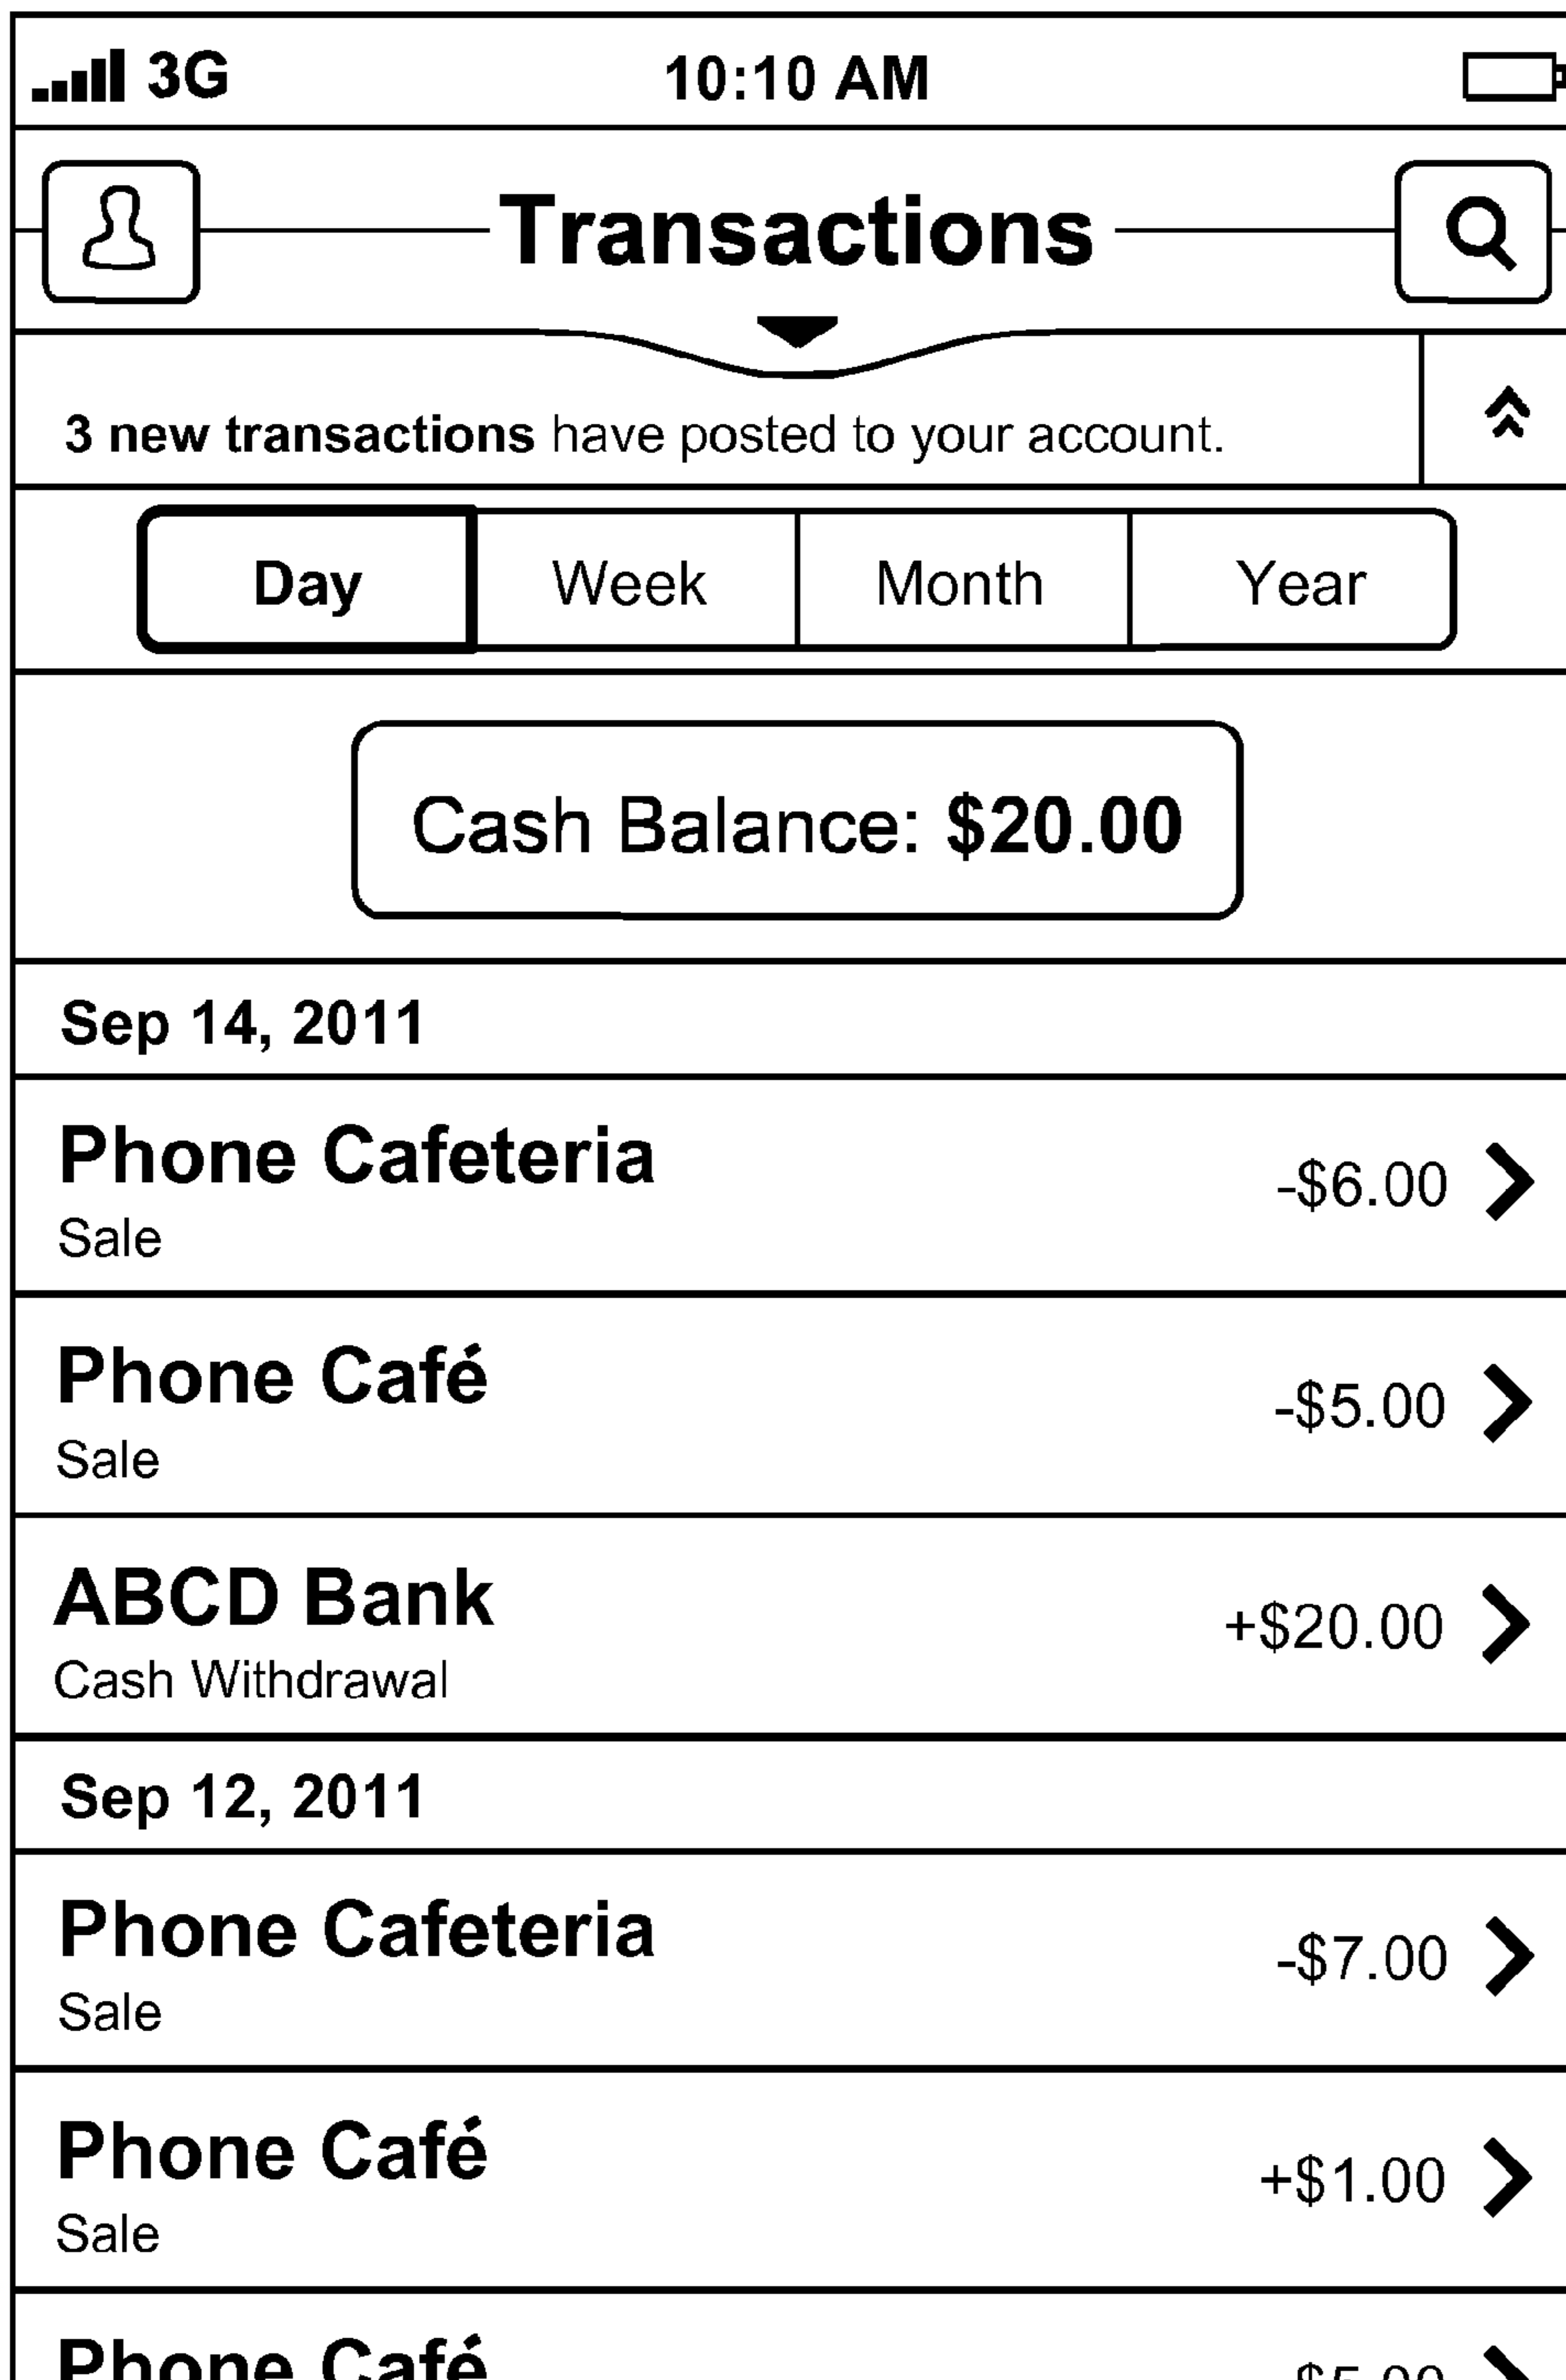 3G 10:10 AM
Transactions
3 new transactions have posted to your account.
Day Week Month Year
Cash Balance: $20.00
Sep 14, 2011
Phone Cafeteria
-$6.00
Sale
Phone Café
-$5.00
Sale
ABCD Bank
+$20.00
Cash Withdrawal
Sep 12, 2011
Phone Cafeteria
-$7.00
Sale
Phone Café
+$1.00
Sale
Phone Café
$5.00